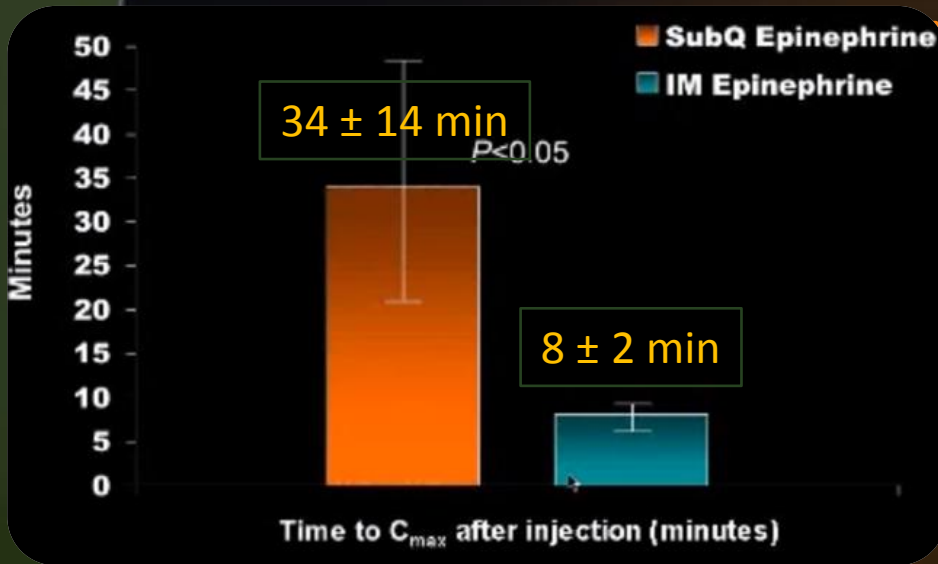 SubQ Epinephrine
IM Epinephrine
Minutes
50
45
40
35
30
25
20
15
10
5
0
34 ± 14 min
P<0.05
8 ± 2 min
Time to Cmax after injection (minutes)